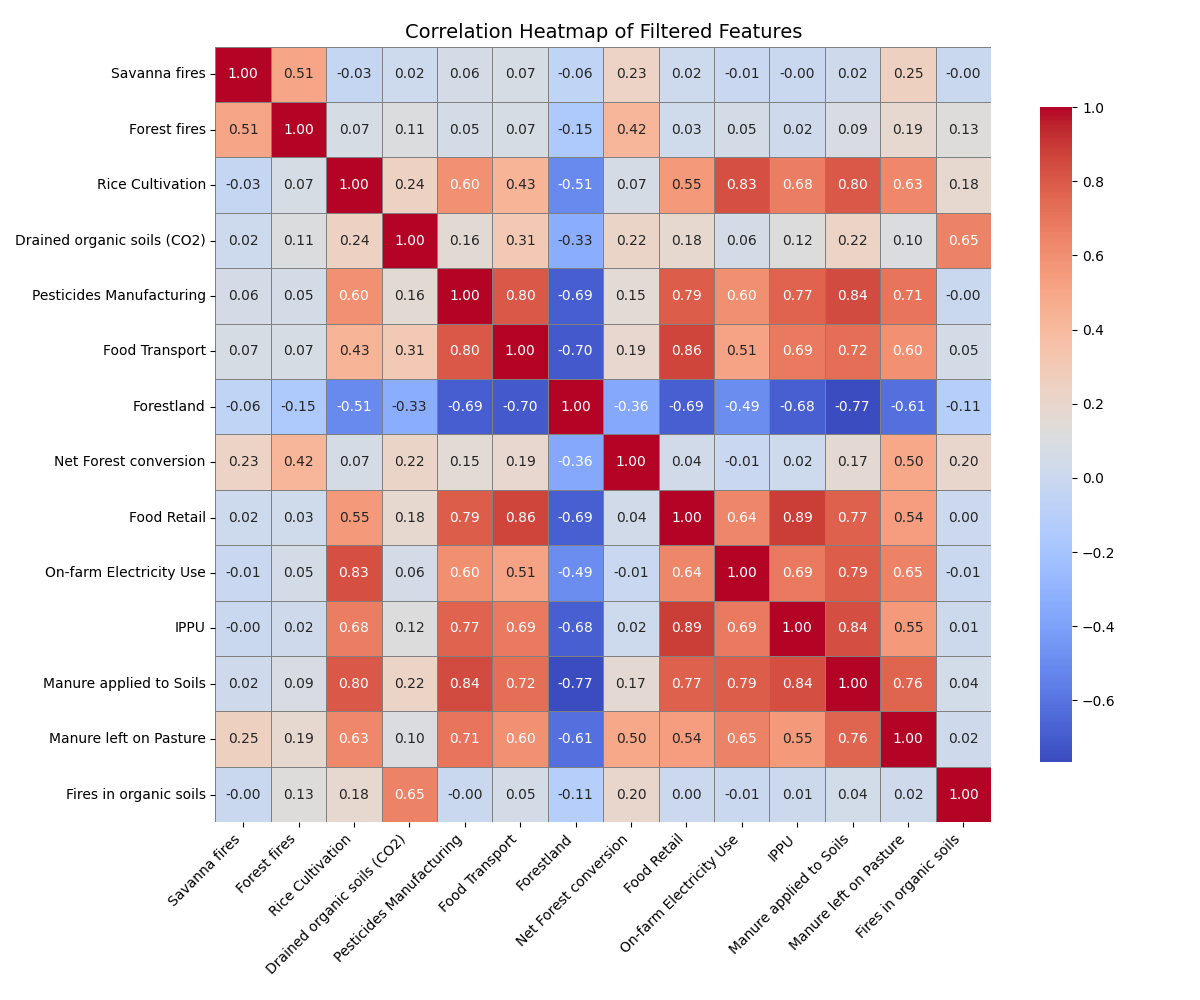 Correlation Heatmap of Filtered Features
Savanna fires 1.00 0.51 -0.03 0.02 0.06 0.07 -0.06 0.23 0.02 -0.01 -0.00 0.02 0.25 -0.00
Forest fires 0.51 1.00 0.07 0.11 0.05 0.07 -0.15 0.42 0.03 0.05 0.02 0.09 0.19 0.13
Rice Cultivation -0.03 0.07 1.00 0.24 0.60 0.43 -0.51 0.07 0.55 0.83 0.68 0.80 0.63 0.18
Drained organic soils (CO2) 0.02 0.11 0.24 1.00 0.16 0.31 -0.33 0.22 0.18 0.06 0.12 0.22 0.10 0.65
Pesticides Manufacturing 0.06 0.05 0.60 0.16 1.00 0.80 -0.69 0.15 0.79 0.60 0.77 0.84 0.71 -0.00
Food Transport 0.07 0.07 0.43 0.31 0.80 1.00 -0.70 0.19 0.86 0.51 0.69 0.72 0.60 0.05
Forestland -0.06 -0.15 -0.51 -0.33 -0.69 -0.70 1.00 -0.36 -0.69 -0.49 -0.68 -0.77 -0.61 -0.11
Net Forest conversion 0.23 0.42 0.07 0.22 0.15 0.19 -0.36 1.00 0.04 -0.01 0.02 0.17 0.50 0.20
Food Retail 0.02 0.03 0.55 0.18 0.79 0.86 -0.69 0.04 1.00 0.64 0.89 0.77 0.54 0.00
On-farm Electricity Use -0.01 0.05 0.83 0.06 0.60 0.51 -0.49 -0.01 0.64 1.00 0.69 0.79 0.65 -0.01
IPPU -0.00 0.02 0.68 0.12 0.77 0.69 -0.68 0.02 0.89 0.69 1.00 0.84 0.55 0.01
Manure applied to Soils 0.02 0.09 0.80 0.22 0.84 0.72 -0.77 0.17 0.77 0.79 0.84 1.00 0.76 0.04
Manure left on Pasture 0.25 0.19 0.63 0.10 0.71 0.60 -0.61 0.50 0.54 0.65 0.55 0.76 1.00 0.02
Fires in organic soils -0.00 0.13 0.18 0.65 -0.00 0.05 -0.11 0.20 0.00 -0.01 0.01 0.04 0.02 1.00
Savanna fires
Forest fires
Rice Cultivation
Drained organic soils (CO2)
Pesticides Manufacturing
Food Transport
Forestland
Net Forest conversion
Food Retail
On-farm Electricity Use
IPPU
Manure applied to Soils
Manure left on Pasture
Fires in organic soils
1.0
0.8
0.6
0.4
0.2
0.0
−0.2
−0.4
−0.6